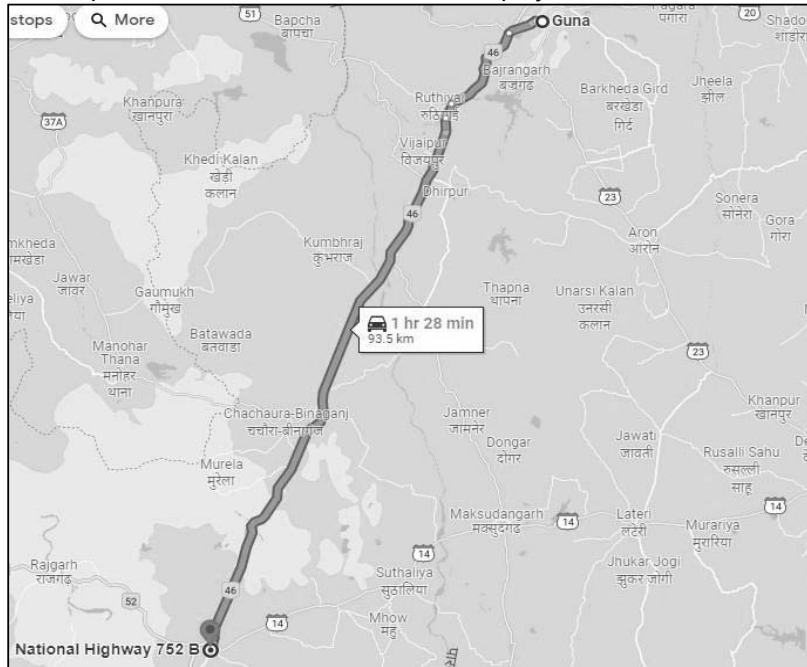 stops
More
51
Bapcha
बापचा
Guna
पगारा
20
46
Bajrangarh
बजरंगगढ़
Khanpura
खानपुरा
Ruthiyai
रुठियाई
Barkheda Gird
बरखेडा
गिर्द
Jheela
झील
37A
Vijaipur
विजयपुर
Khedi Kalan
खेड़ी
कलान
Dhirpur
23
Sonera
सोनेरा
Gora
गोरा
46
Aron
आरोन
Kumbhraj
कुंभराज
Jawar
जावर
Gaumukh
गौमुख
Thapna
थापना
Unarsi Kalan
उनरसी
कलान
1 hr 28 min
93.5 km
Batawada
बतवाडा
Manohar
Thana
मनोहर
थाना
23
Khanpur
खानपुर
Chachaura-Binaganj
चचौरा-बीनागंज
Jamner
जामनेर
Dongar
दोंगर
Jawati
जावती
Murela
मुरेला
Rusalli Sahu
रुसल्ली
साहू
14
Maksudangarh
मक्सुदंगढ़
14
Lateri
लटेरी
Murariya
मुरारिया
14
Rajgarh
राजगढ़
Suthaliya
सुठालिया
Jhukar Jogi
झुकर जोगी
46
52
14
Mhow
महू
National Highway 752 B